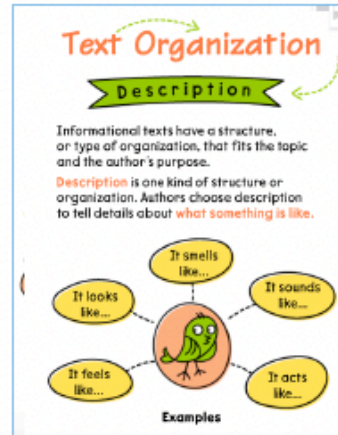 Text Organization
Description
Informational texts have a structure,
or type of organization, that fits the topic
and the author's purpose.
Description is one kind of structure or
organization. Authors choose description
to tell details about what something is like.
It smells
like...
It looks
like...
It sounds
like...
It feels
like...
It acts
like...
Examples